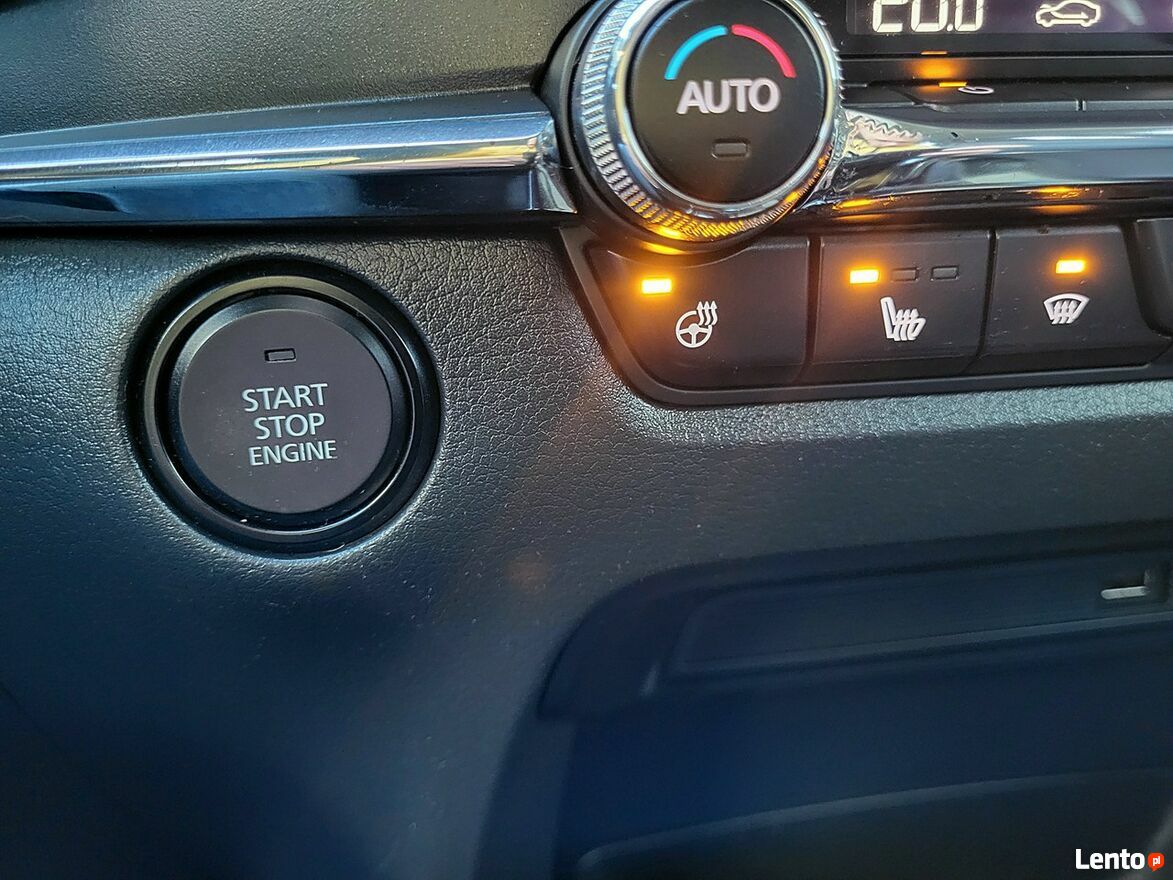 20.0
AUTO
START
STOP
ENGINE
Lento pl